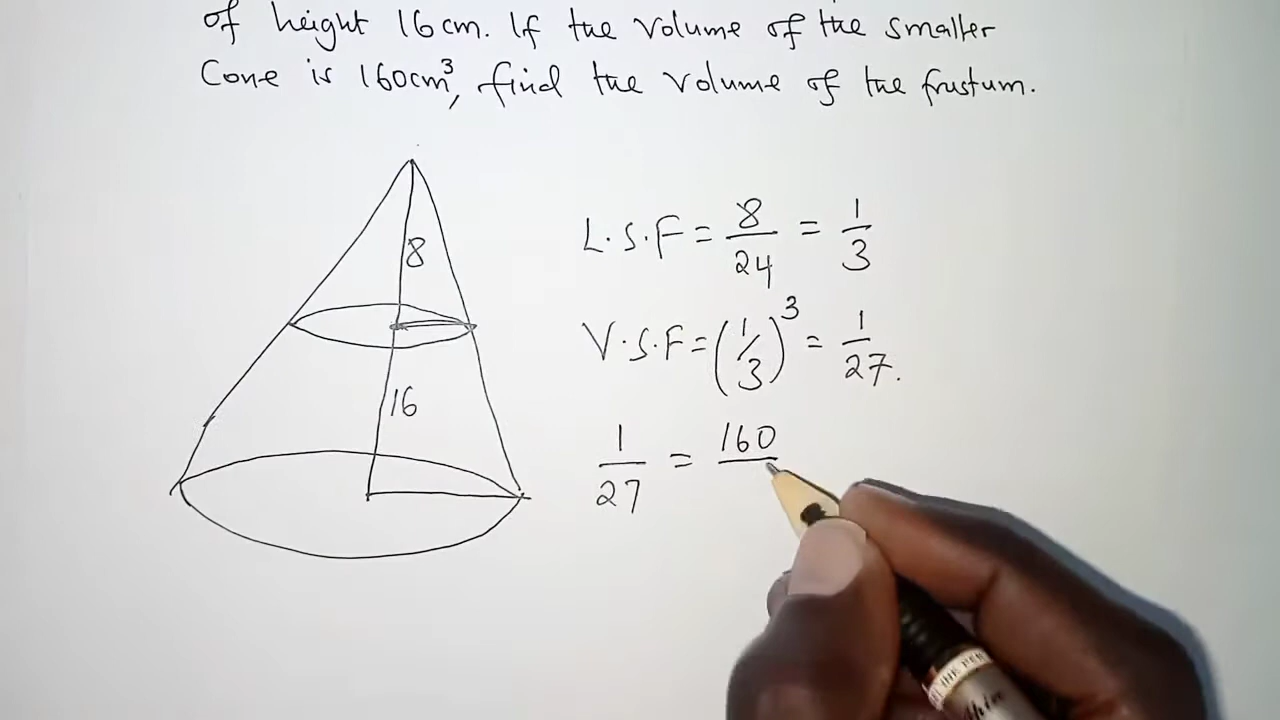 of height 16cm. If the volume of the smaller
Cone is 160cm³, find the volume of the frustum.
8
16
L.S.F = 8/24 = 1/3
V.S.F = (1/3)³ = 1/27.
1/27 = 160/